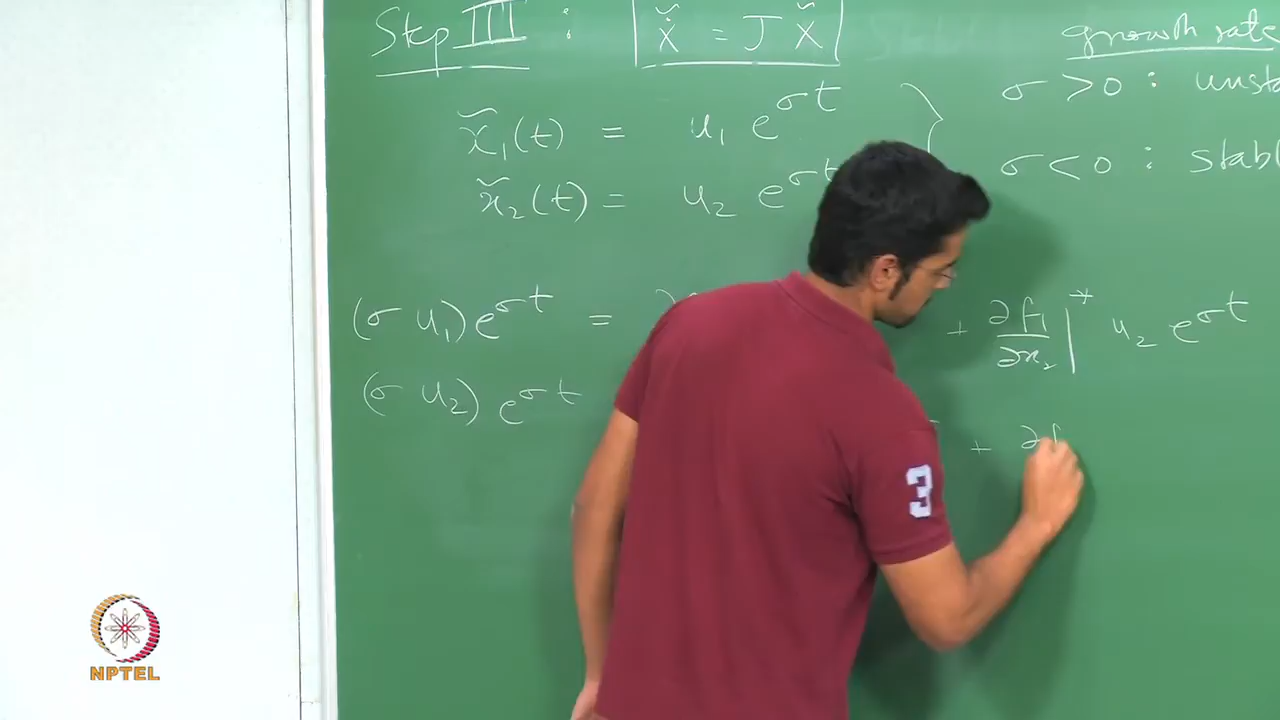 Step III : ẋ̃ = J x̃
growth rate
σ > 0 : unsta
x̃₁(t) = u₁ e^σt
σ < 0 : stabl
x̃₂(t) = u₂ e^σt
(σ u₁) e^σt = ∂ + ∂f₁/∂x₂ |* u₂ e^σt
(σ u₂) e^σt + ∂f
3
NPTEL